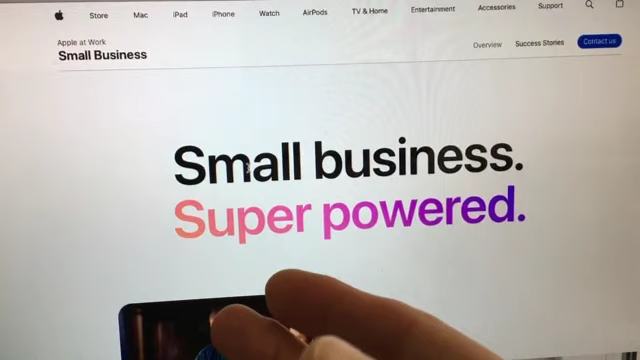 Store Mac iPad iPhone Watch AirPods TV & Home Entertainment Accessories Support
Apple at Work
Small Business
Overview Success Stories Contact us
Small business.
Super powered.